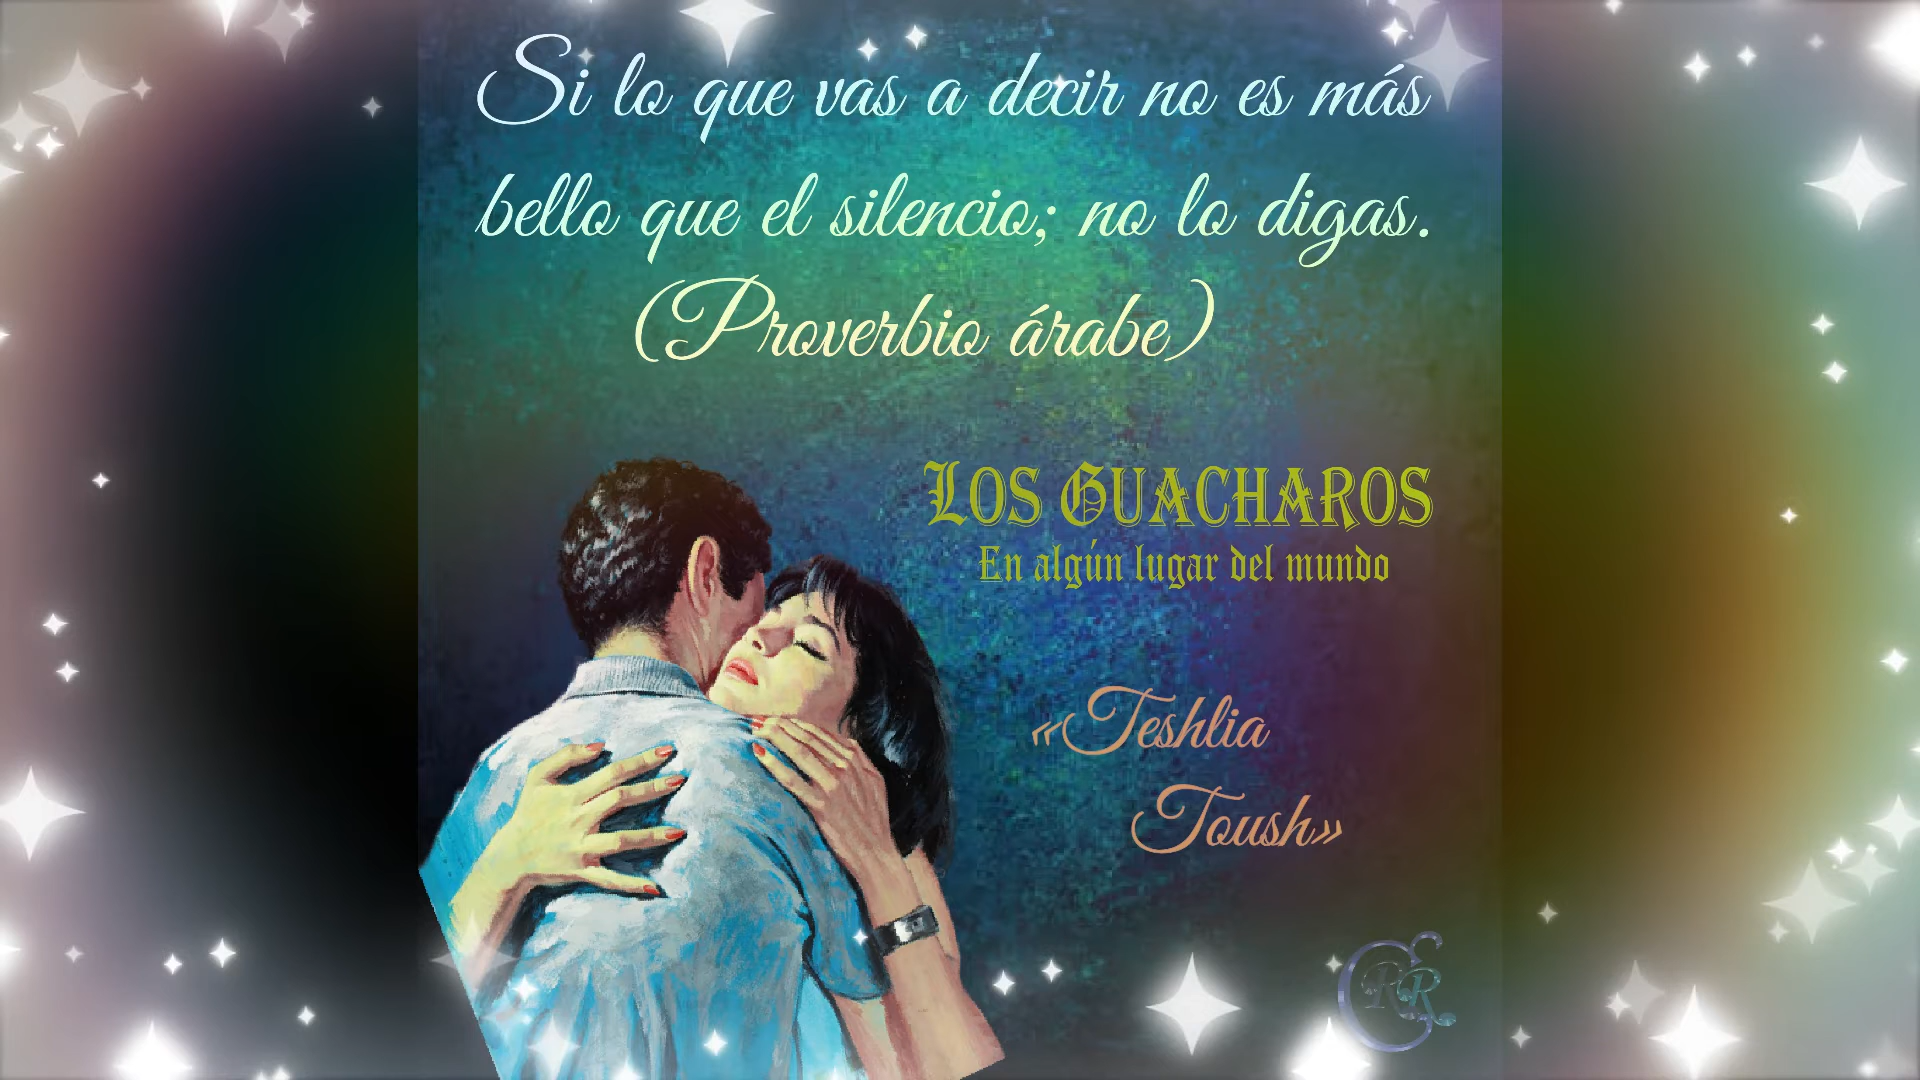 Si lo que vas a decir no es más
bello que el silencio; no lo digas.
(Proverbio árabe)
Los Guacharos
En algún lugar del mundo
«Teshlia
Toush»